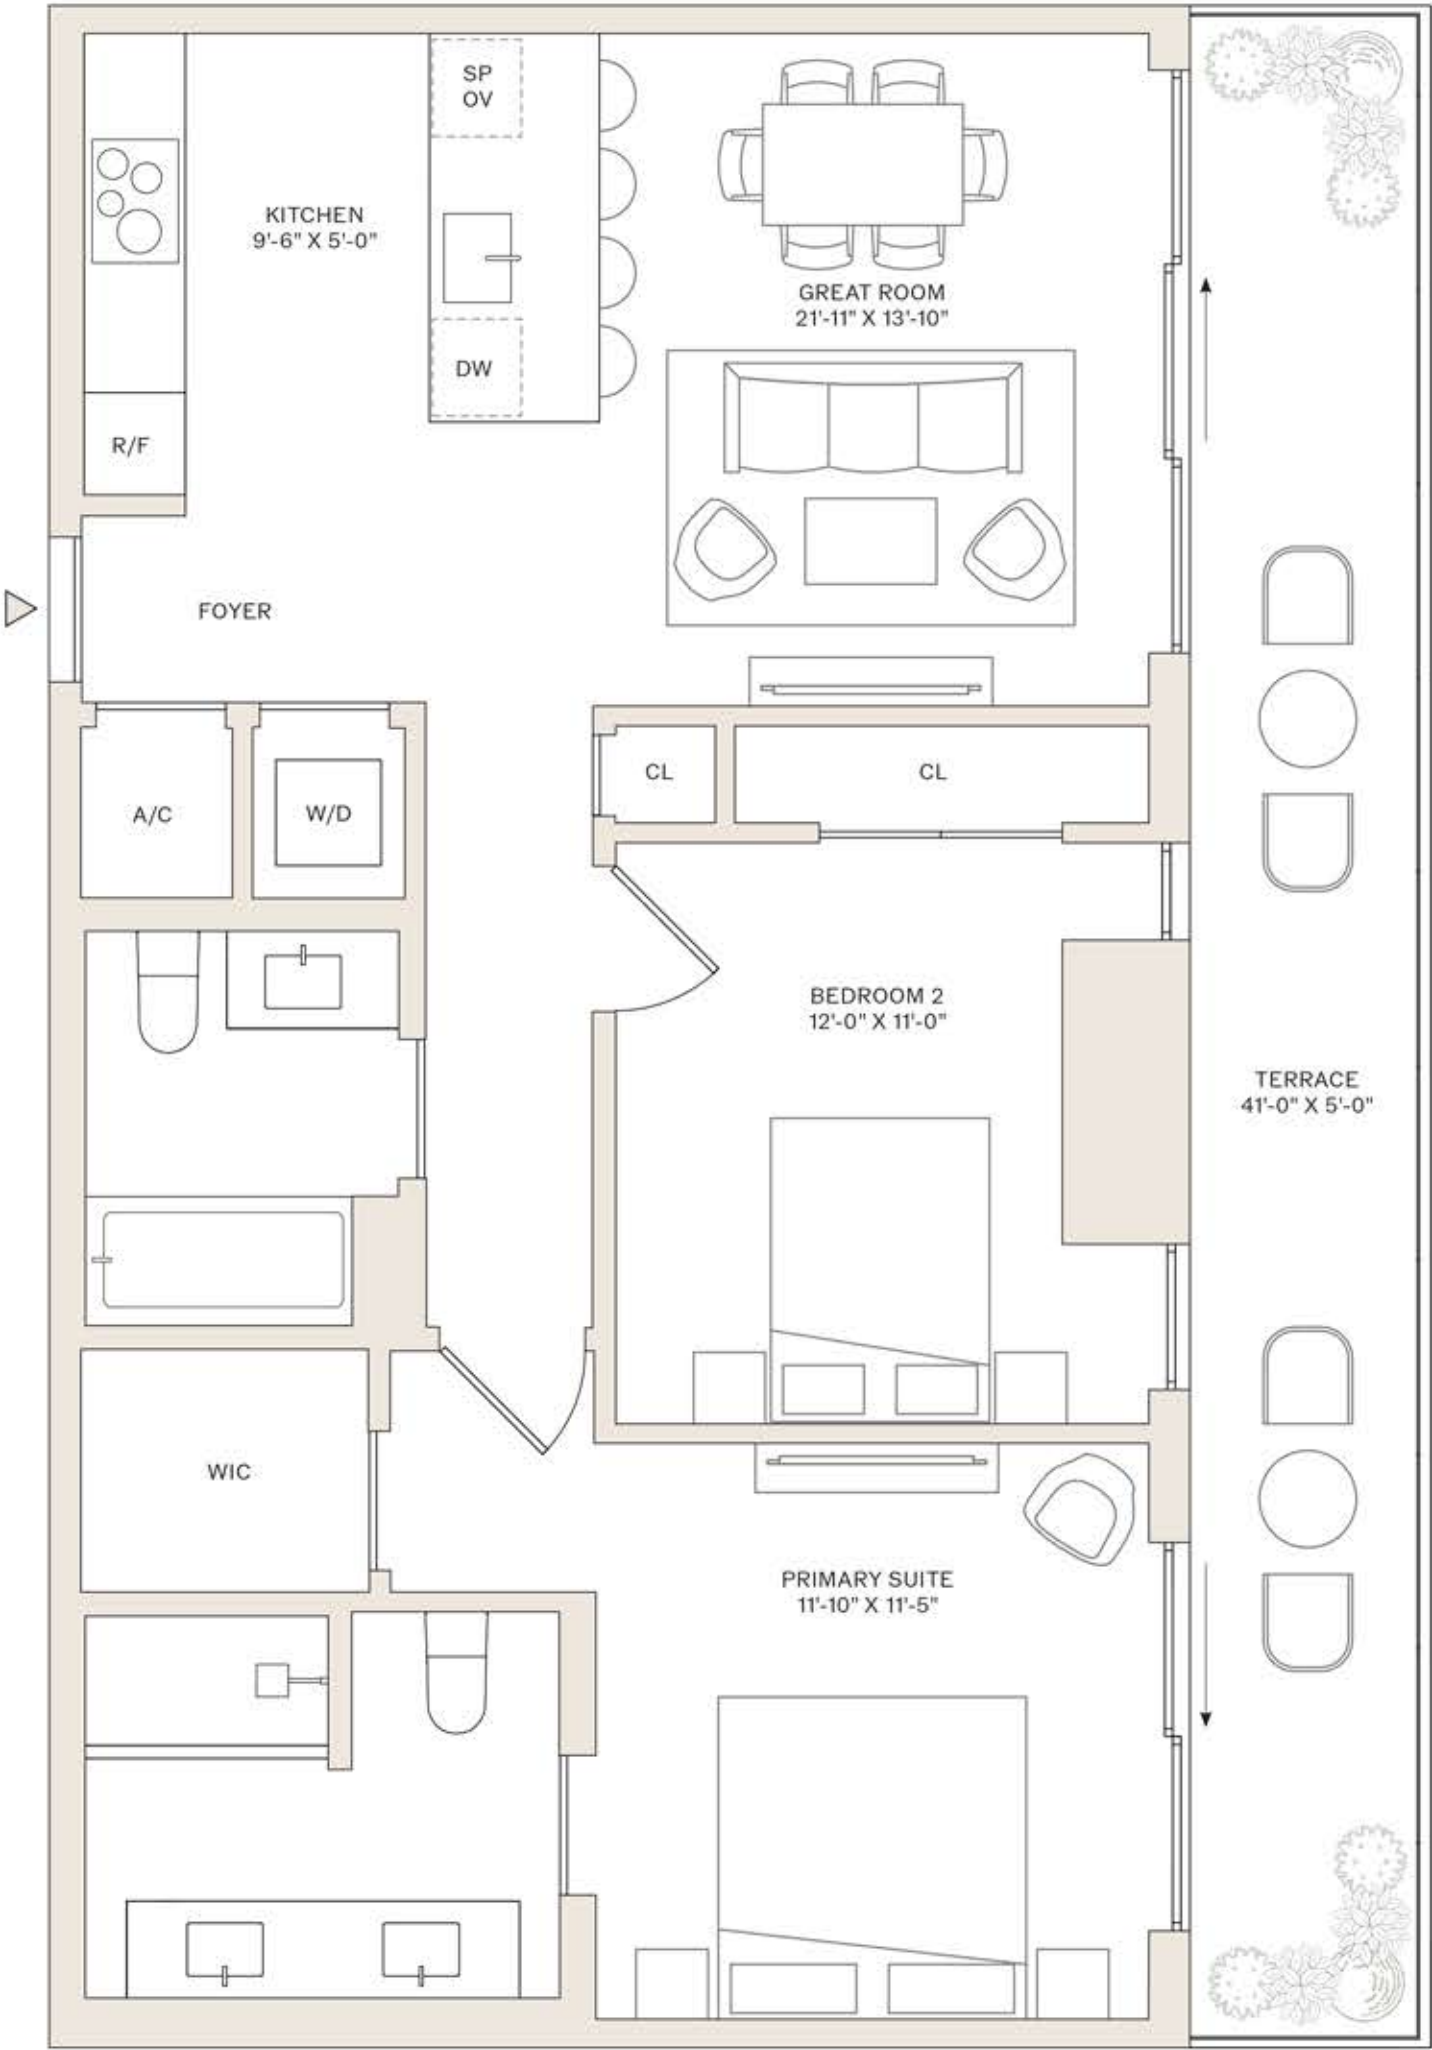 SP
OV
KITCHEN
9'-6" X 5'-0"
GREAT ROOM
21'-11" X 13'-10"
DW
R/F
FOYER
A/C
W/D
CL
CL
BEDROOM 2
12'-0" X 11'-0"
TERRACE
41'-0" X 5'-0"
WIC
PRIMARY SUITE
11'-10" X 11'-5"